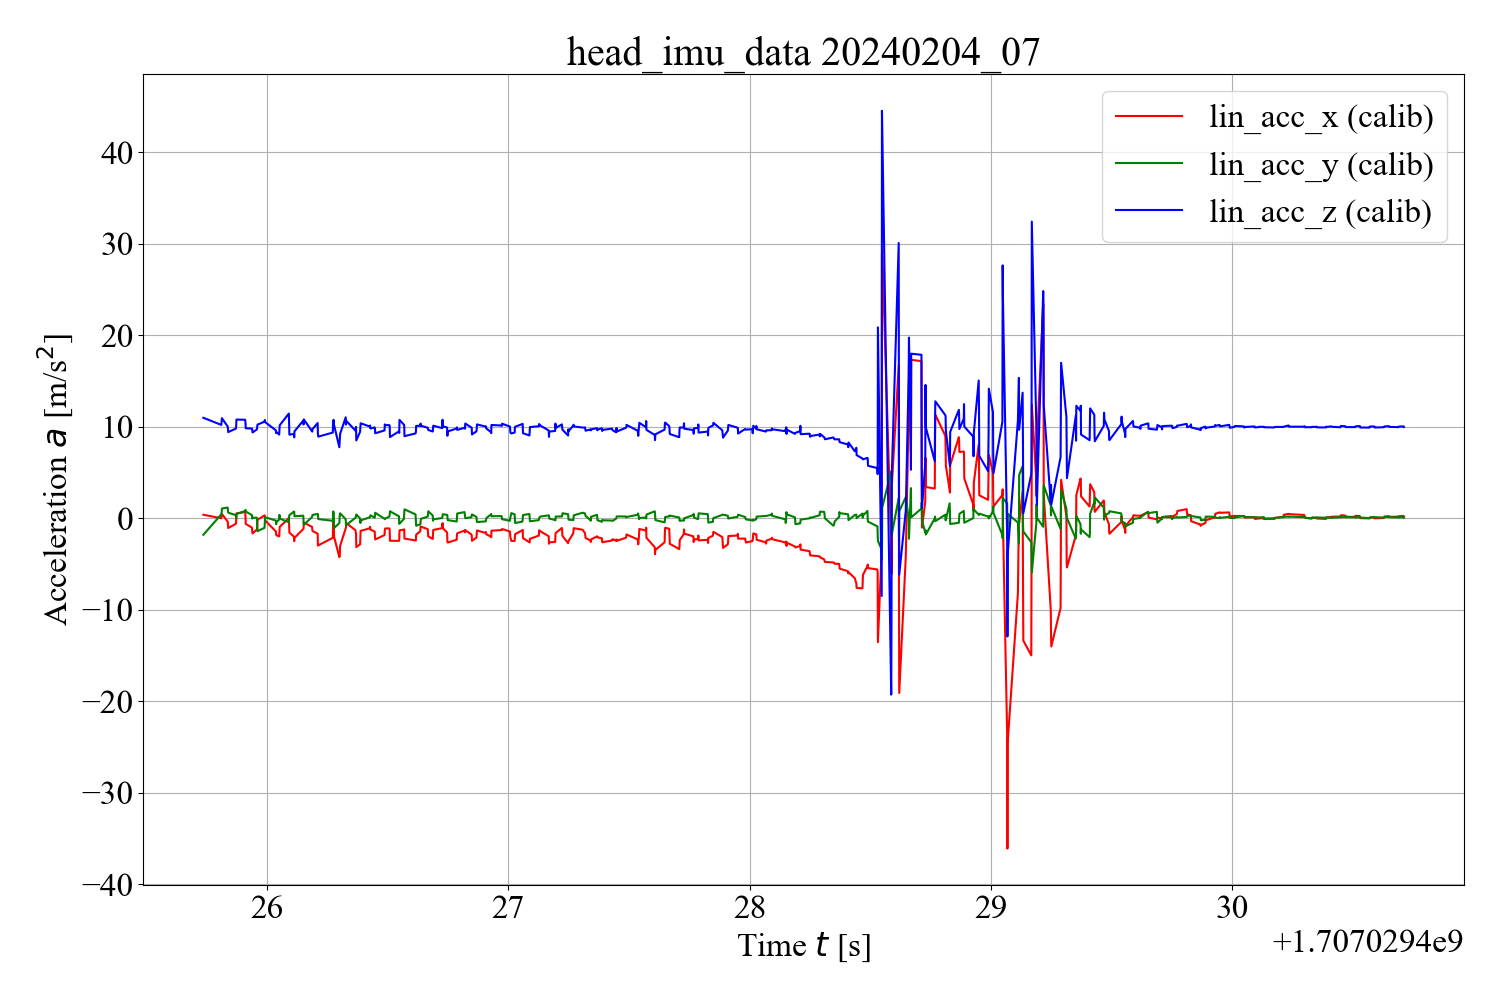 head_imu_data 20240204_07
lin_acc_x (calib)
lin_acc_y (calib)
lin_acc_z (calib)
Acceleration a [m/s²]
40
30
20
10
0
−10
−20
−30
−40
26 27 28 29 30
Time t [s]
+1.7070294e9